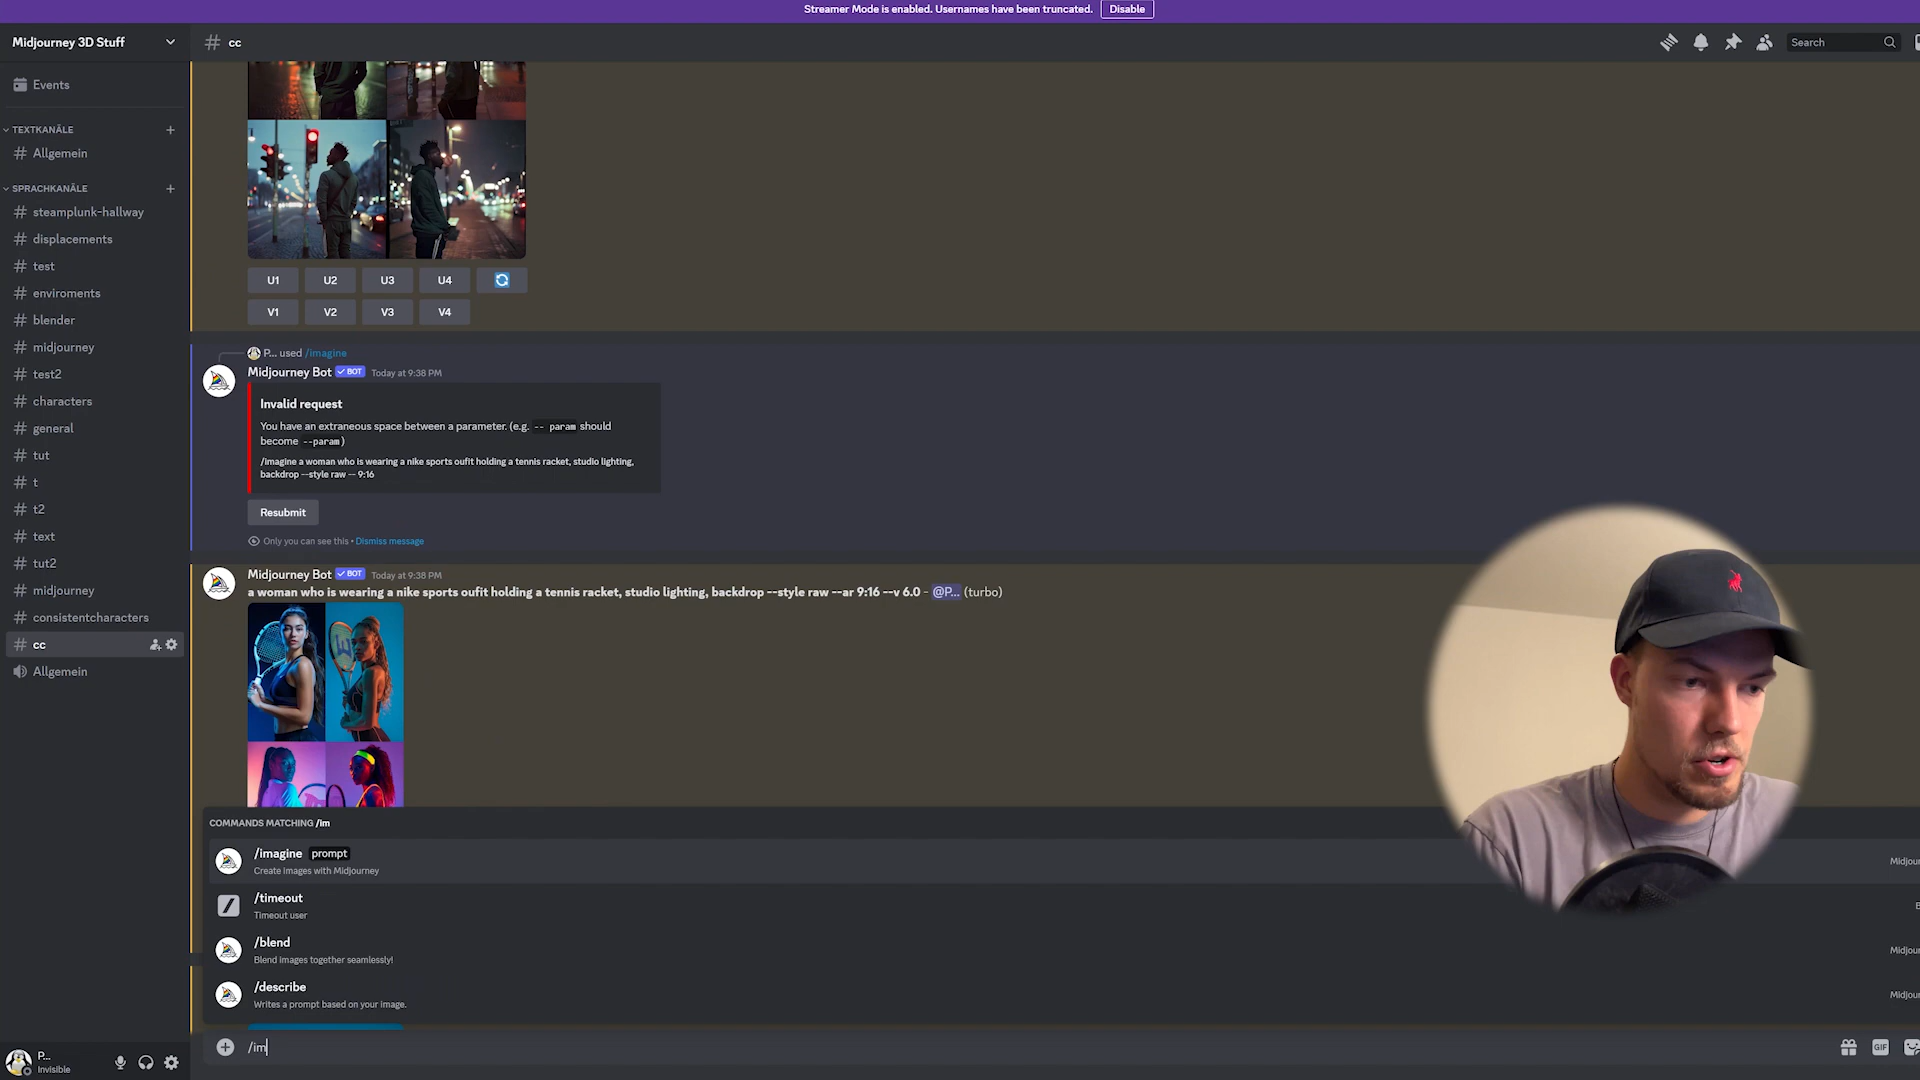 Streamer Mode is enabled. Usernames have been truncated. Disable
Midjourney 3D Stuff
# cc
Search
Events
TEXTKANÄLE
Allgemein
SPRACHKANÄLE
steamplunk-hallway
displacements
test
enviroments
blender
midjourney
test2
characters
general
tut
t
t2
text
tut2
midjourney
consistentcharacters
cc
Allgemein
U1 U2 U3 U4
V1 V2 V3 V4
P... used /imagine
Midjourney Bot BOT Today at 9:38 PM
Invalid request
You have an extraneous space between a parameter. (e.g. -- param should
become --param)
/imagine a woman who is wearing a nike sports oufit holding a tennis racket, studio lighting,
backdrop --style raw -- 9:16
Resubmit
Only you can see this • Dismiss message
Midjourney Bot BOT Today at 9:38 PM
a woman who is wearing a nike sports oufit holding a tennis racket, studio lighting, backdrop --style raw --ar 9:16 --v 6.0 - @P... (turbo)
COMMANDS MATCHING /im
/imagine prompt
Create images with Midjourney
Midjour
/timeout
Timeout user
/blend
Blend images together seamlessly!
Midjour
/describe
Writes a prompt based on your image.
Midjour
/im
GIF
P...
Invisible